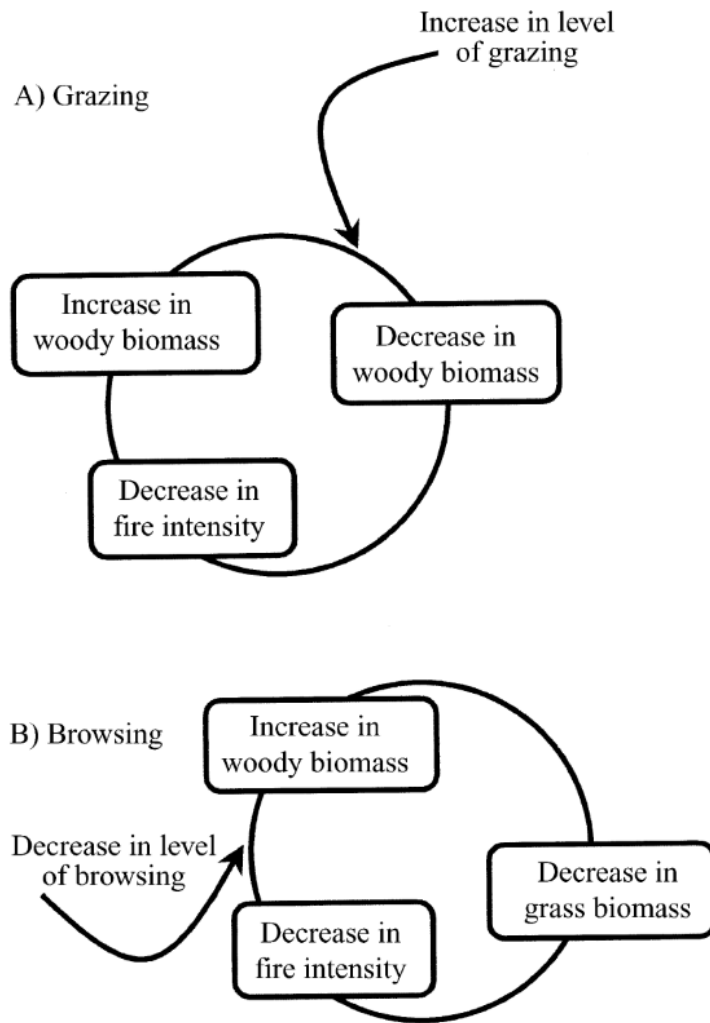 Increase in level
of grazing
A) Grazing
Increase in
woody biomass
Decrease in
woody biomass
Decrease in
fire intensity
B) Browsing
Increase in
woody biomass
Decrease in level
of browsing
Decrease in
grass biomass
Decrease in
fire intensity